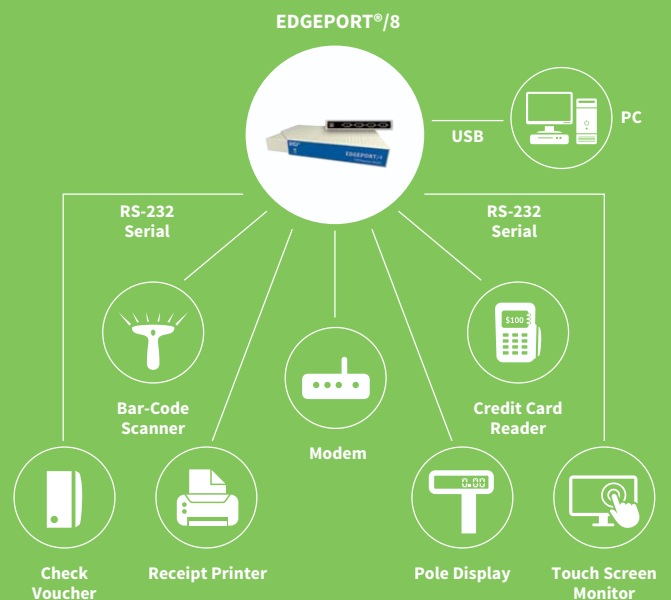 EDGEPORT®/8
EDGEPORT/8
USB
PC
RS-232
Serial
RS-232
Serial
$100
Bar-Code
Scanner
Credit Card
Reader
Modem
0.00
Check
Voucher
Receipt Printer
Pole Display
Touch Screen
Monitor